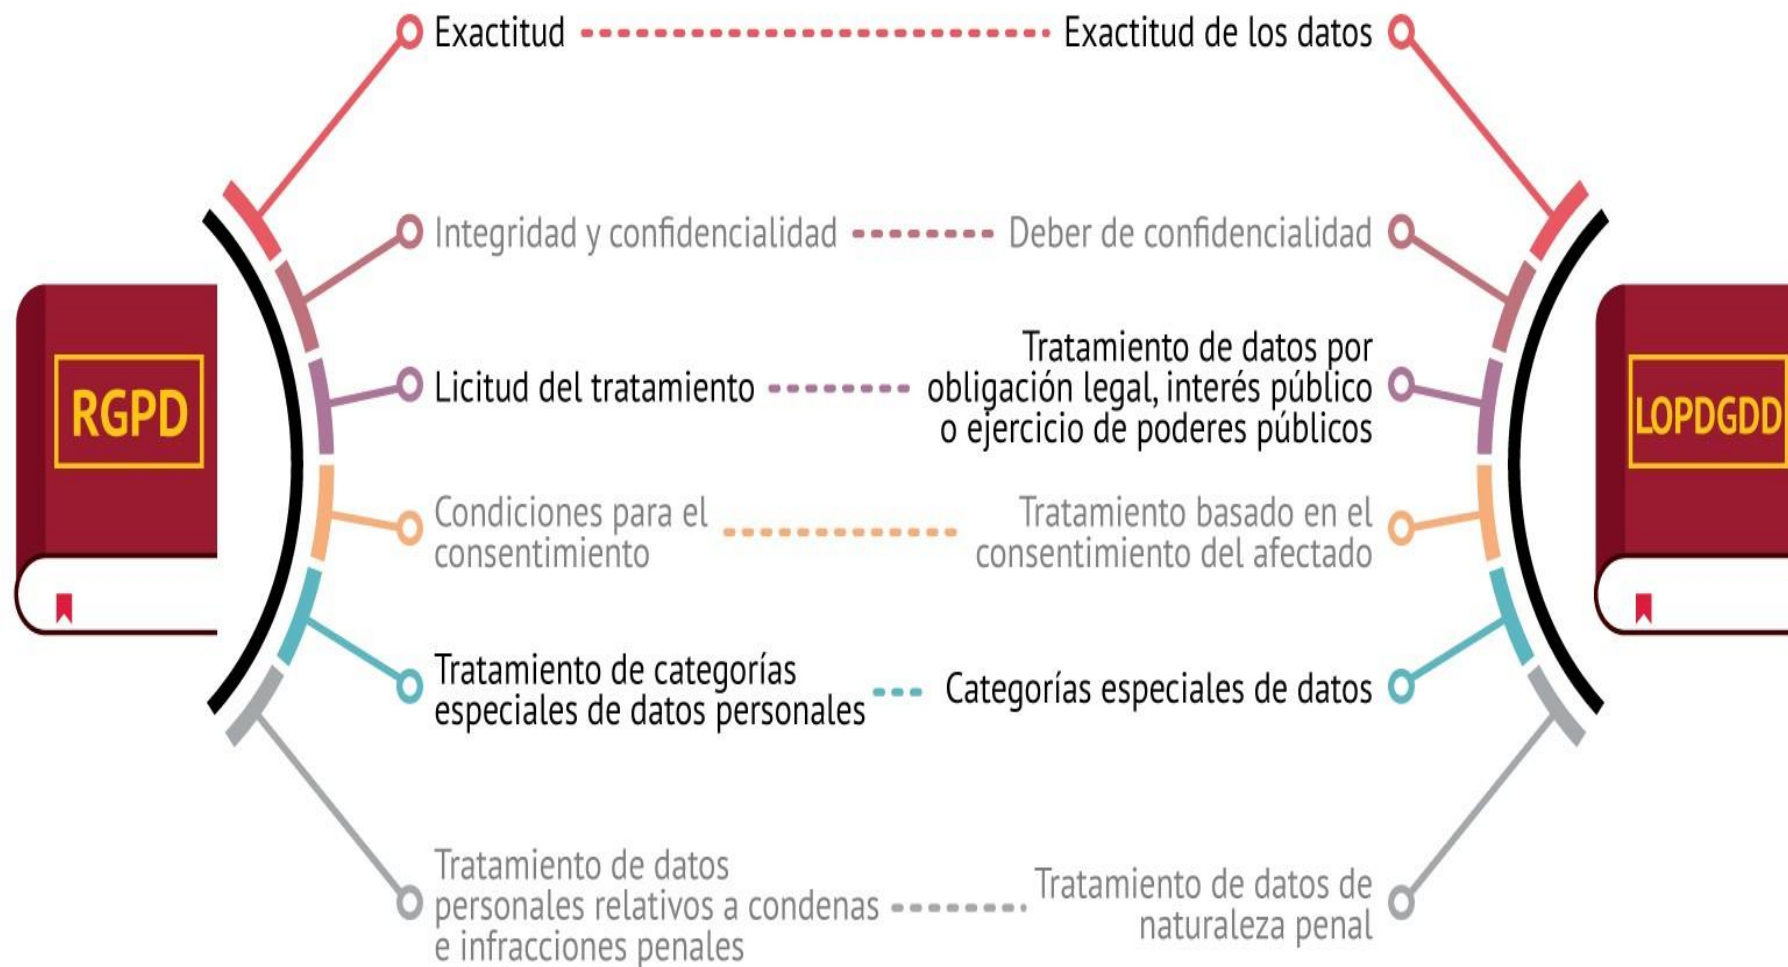 Exactitud
Exactitud de los datos
Integridad y confidencialidad
Deber de confidencialidad
RGPD
Licitud del tratamiento
Tratamiento de datos por
obligación legal, interés público
o ejercicio de poderes públicos
LOPDGDD
Condiciones para el
consentimiento
Tratamiento basado en el
consentimiento del afectado
Tratamiento de categorías
especiales de datos personales
Categorías especiales de datos
Tratamiento de datos
personales relativos a condenas
e infracciones penales
Tratamiento de datos de
naturaleza penal